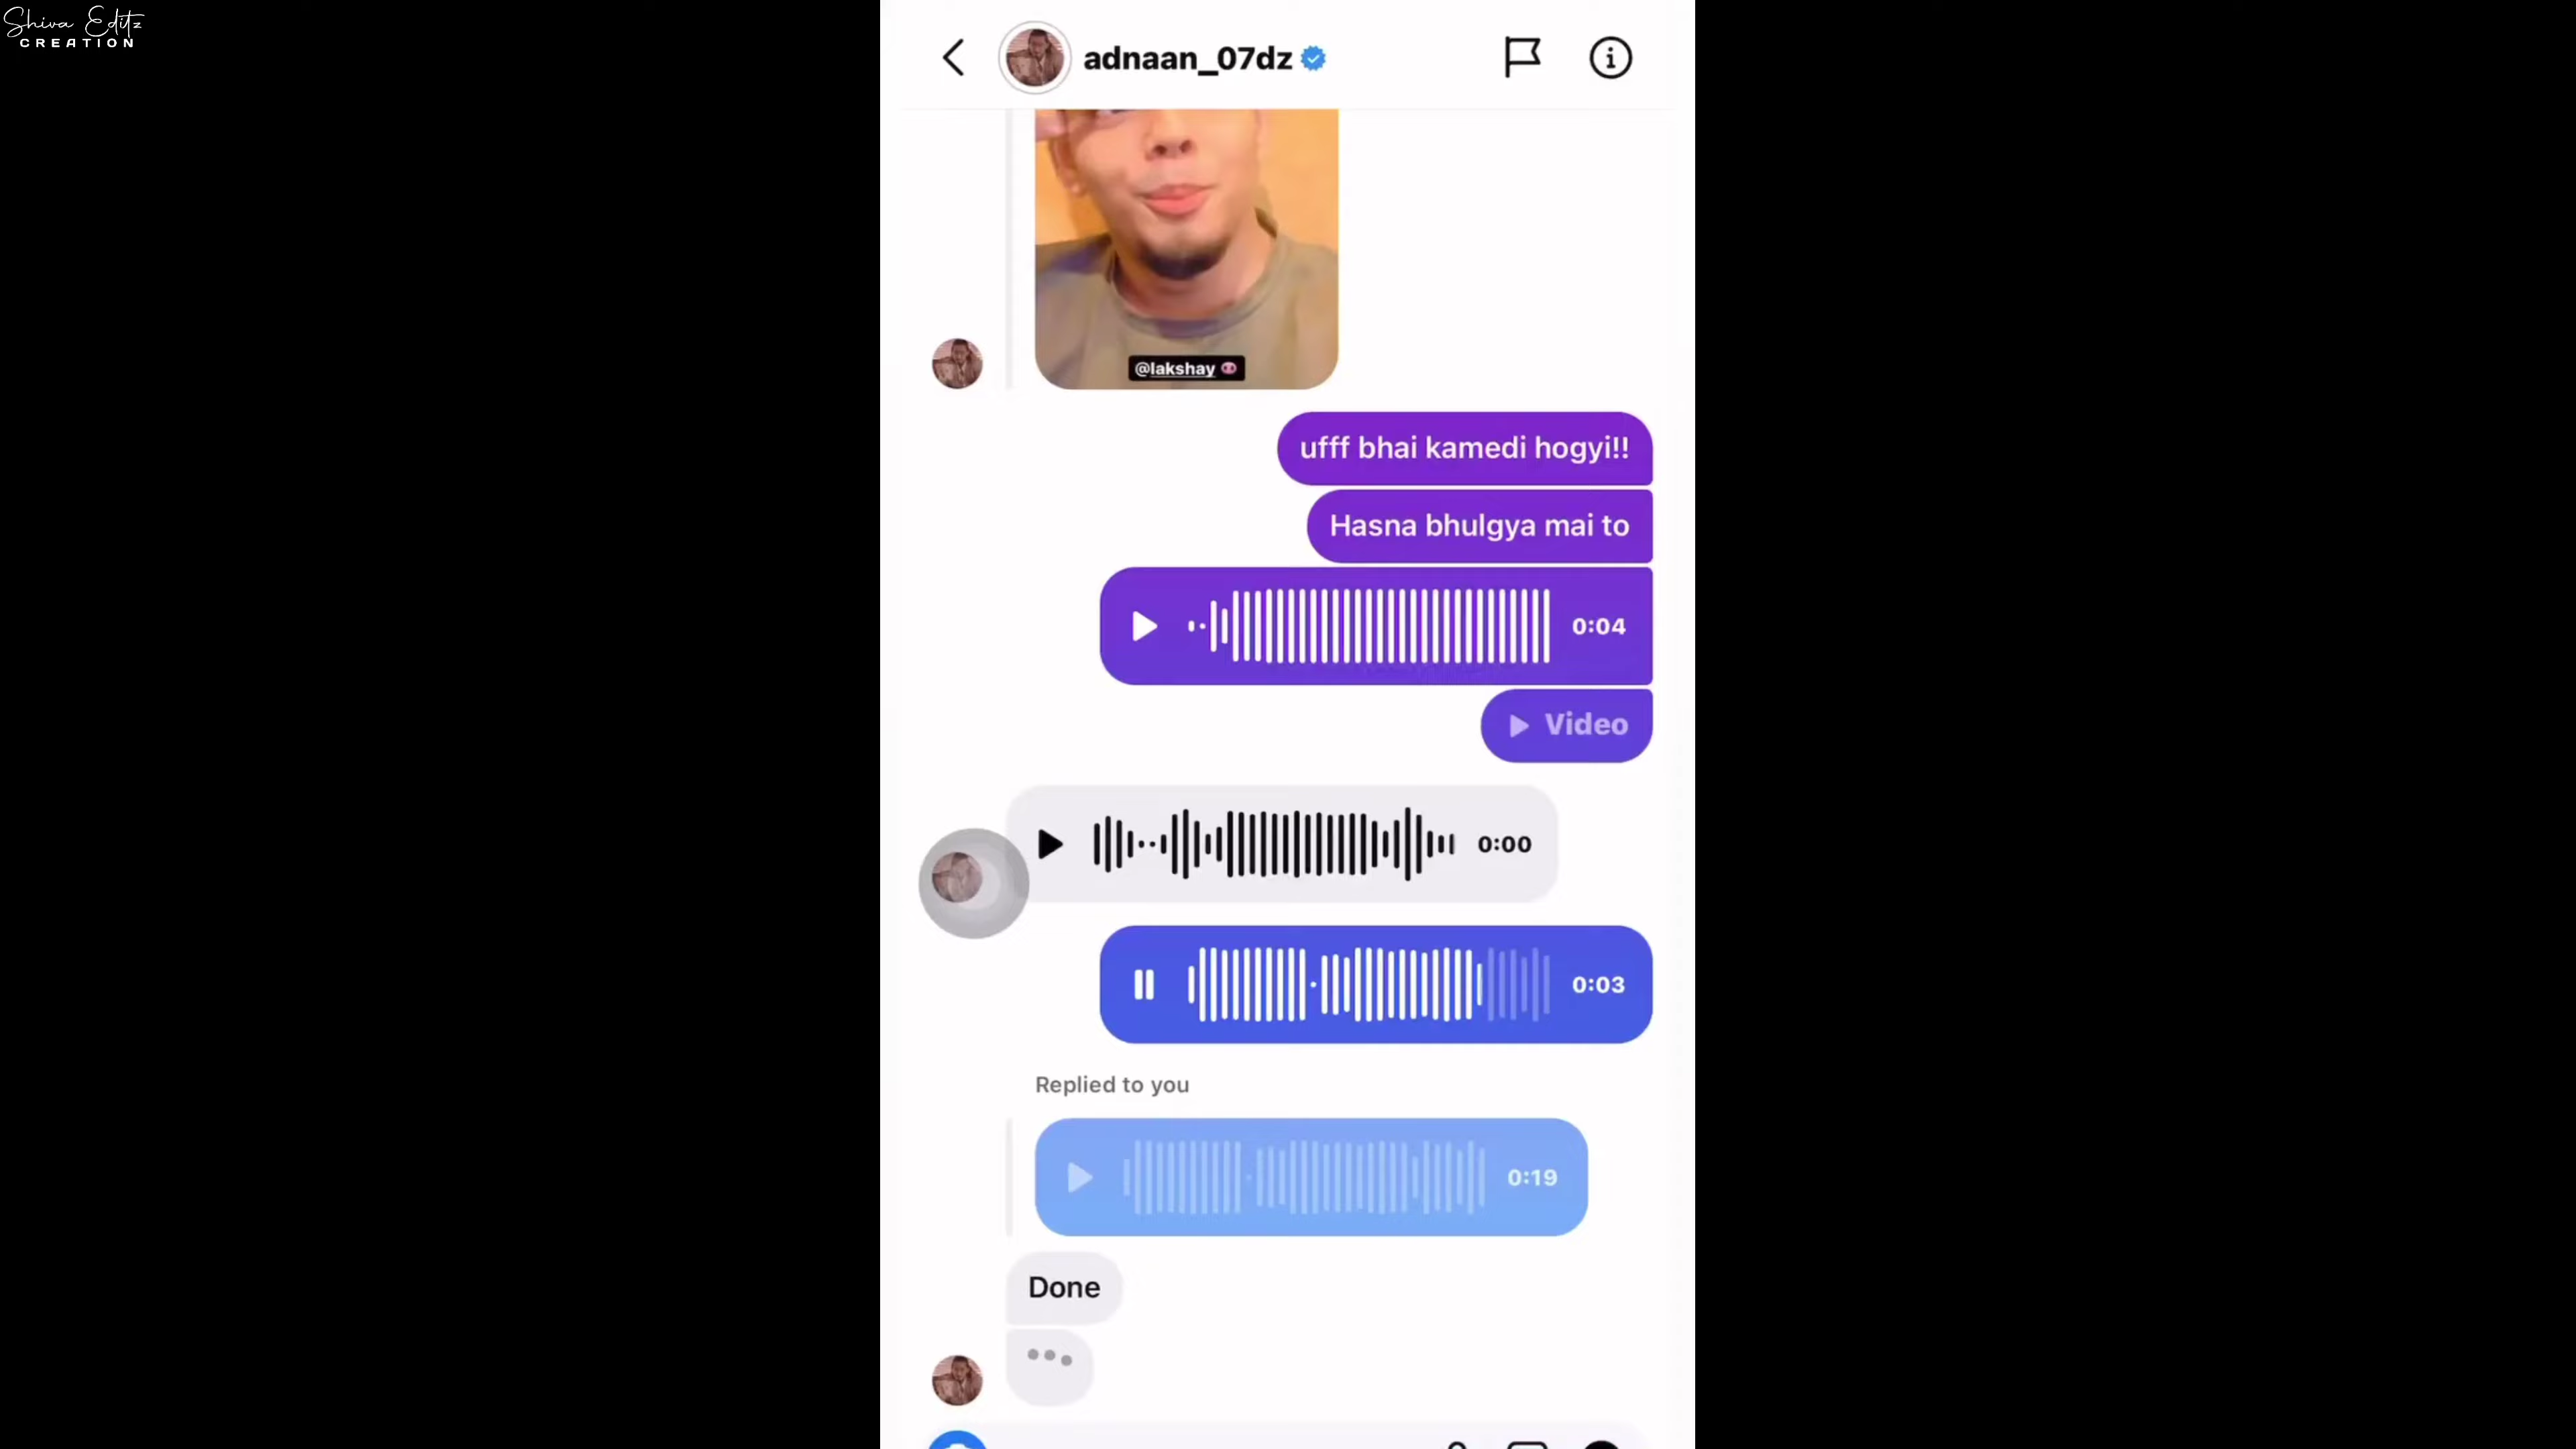 Shiva Editz
CREATION
adnaan_07dz
@lakshay
ufff bhai kamedi hogyi!!
Hasna bhulgya mai to
0:04
Video
0:00
0:03
Replied to you
0:19
Done